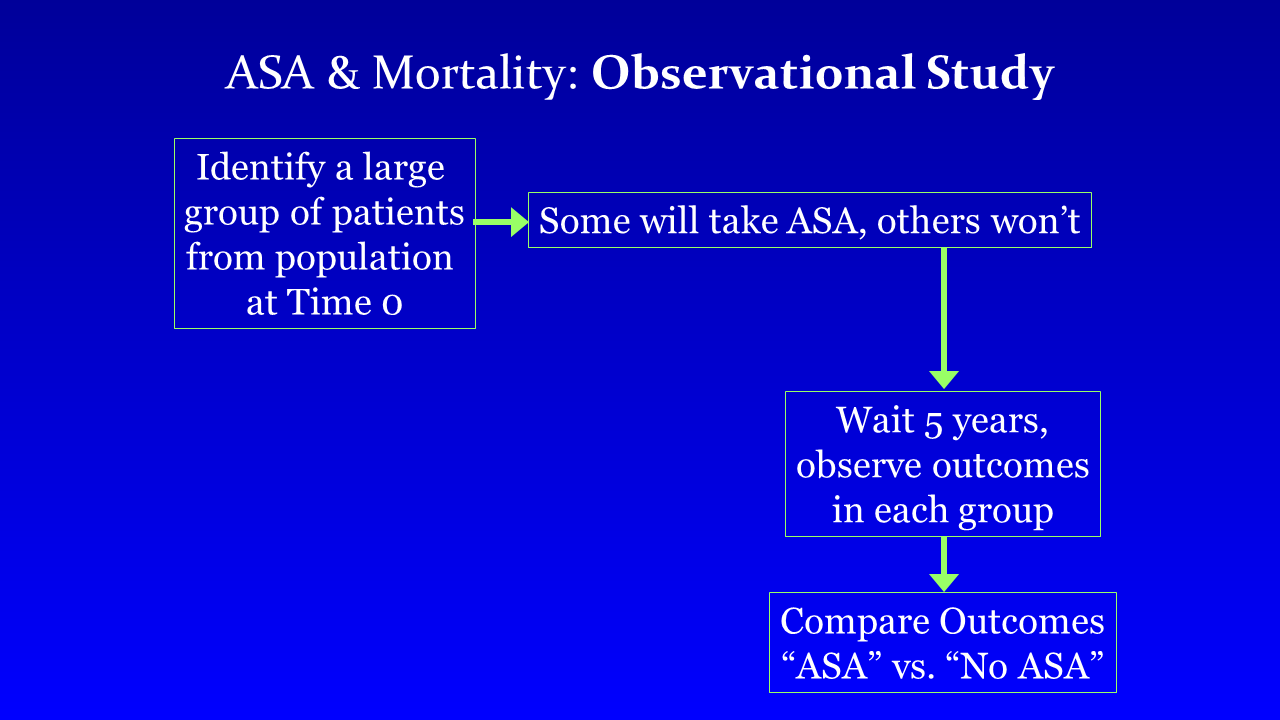 ASA & Mortality: Observational Study
Identify a large
group of patients
from population
at Time 0
Some will take ASA, others won’t
Wait 5 years,
observe outcomes
in each group
Compare Outcomes
“ASA” vs. “No ASA”